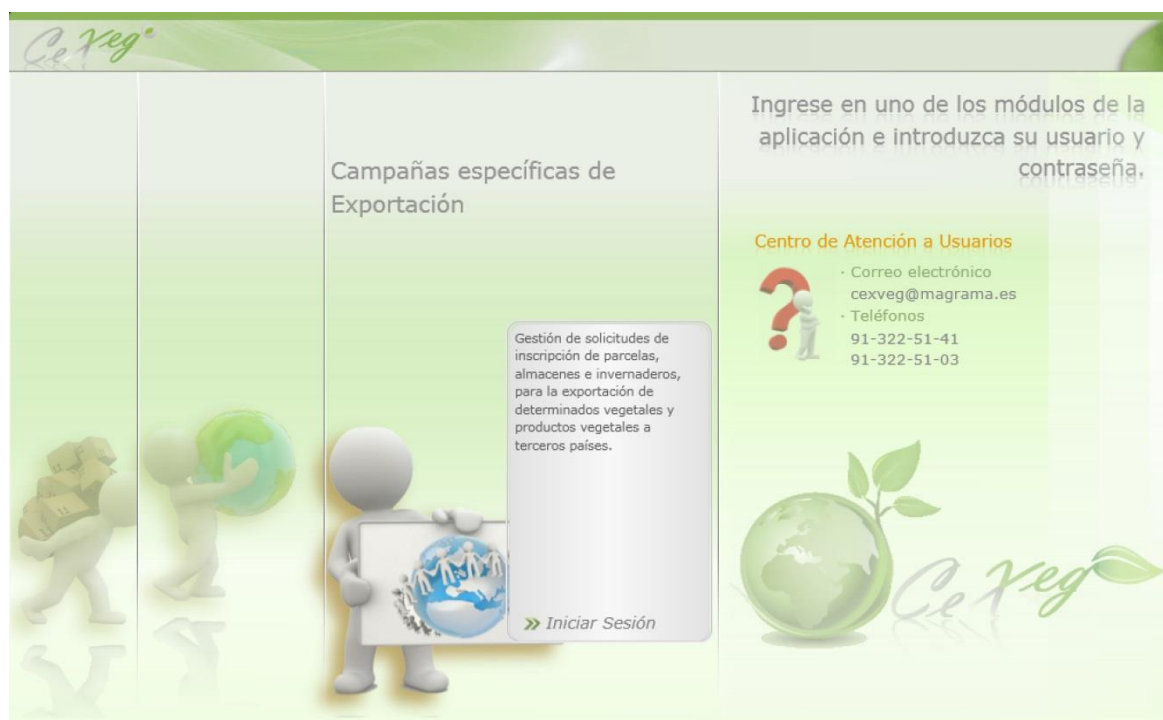 CeXveg
Campañas específicas de
Exportación
Gestión de solicitudes de
inscripción de parcelas,
almacenes e invernaderos,
para la exportación de
determinados vegetales y
productos vegetales a
terceros países.
Iniciar Sesión
Ingrese en uno de los módulos de la
aplicación e introduzca su usuario y
contraseña.
Centro de Atención a Usuarios
· Correo electrónico
cexveg@magrama.es
· Teléfonos
91-322-51-41
91-322-51-03
CeXveg